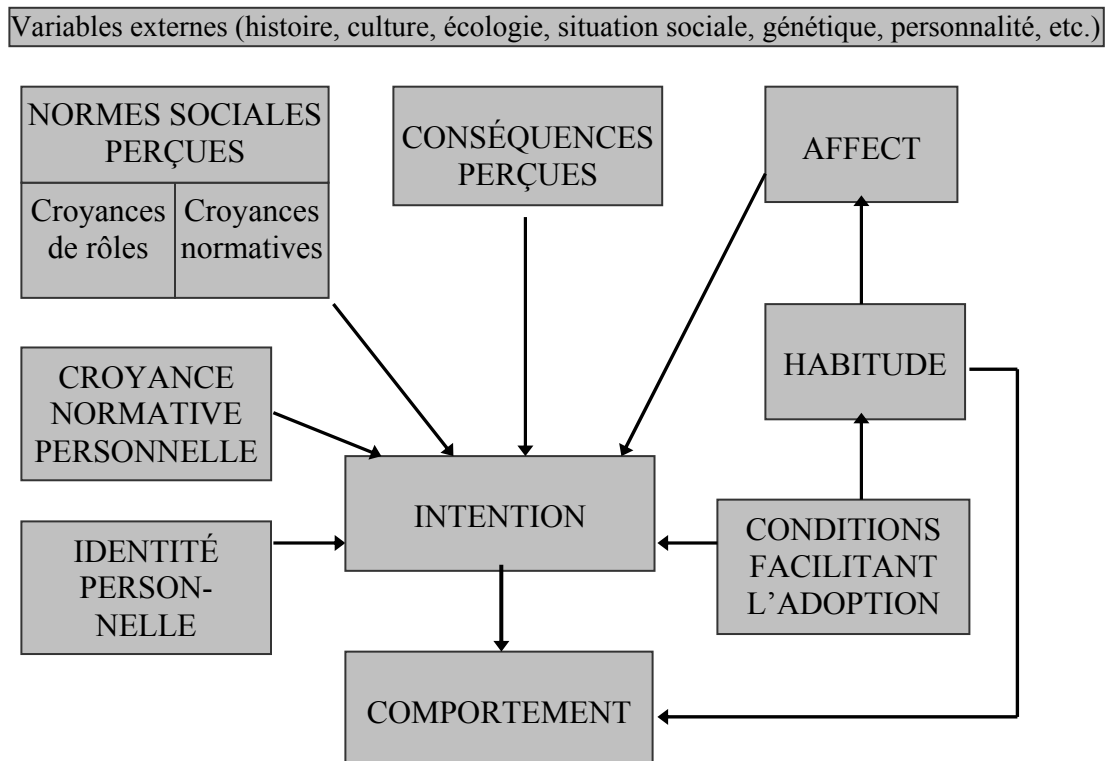 Variables externes (histoire, culture, écologie, situation sociale, génétique, personnalité, etc.)
NORMES SOCIALES
PERÇUES
Croyances
de rôles
Croyances
normatives
CONSÉQUENCES
PERÇUES
AFFECT
HABITUDE
CROYANCE
NORMATIVE
PERSONNELLE
INTENTION
CONDITIONS
FACILITANT
L’ADOPTION
IDENTITÉ
PERSON-
NELLE
COMPORTEMENT